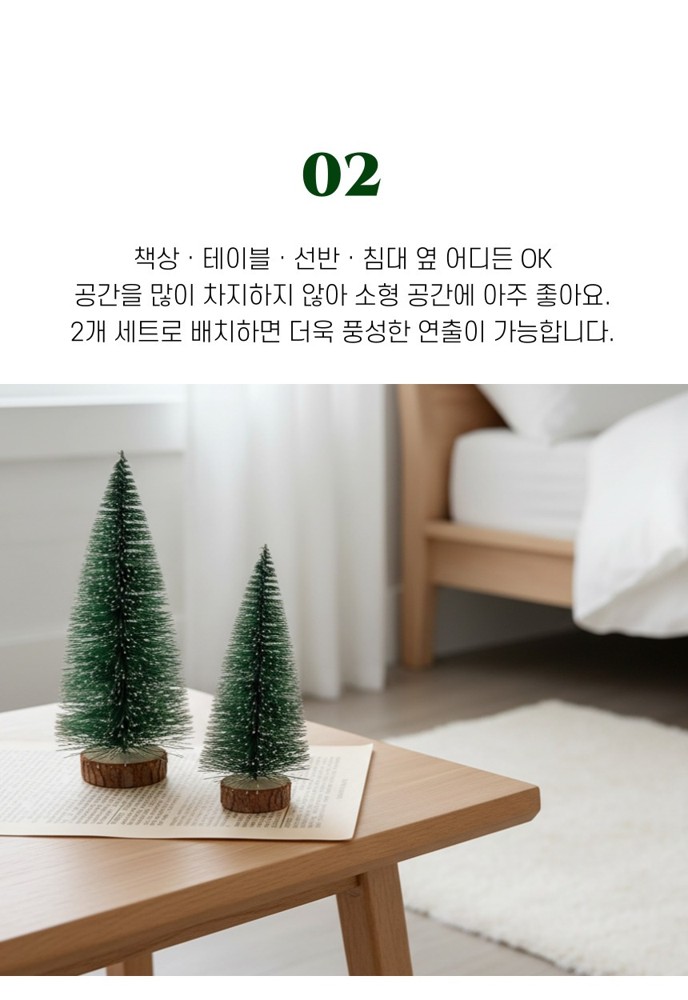 02
책상 · 테이블 · 선반 · 침대 옆 어디든 OK
공간을 많이 차지하지 않아 소형 공간에 아주 좋아요.
2개 세트로 배치하면 더욱 풍성한 연출이 가능합니다.